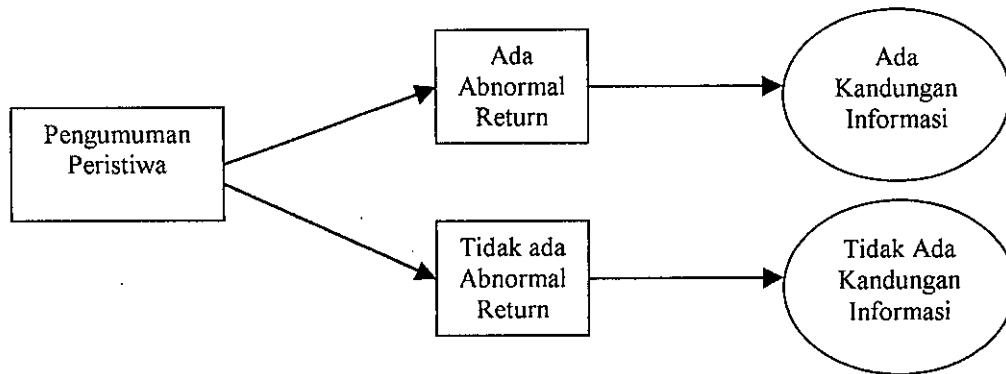 Pengumuman
Peristiwa
Ada
Abnormal
Return
Ada
Kandungan
Informasi
Tidak ada
Abnormal
Return
Tidak Ada
Kandungan
Informasi